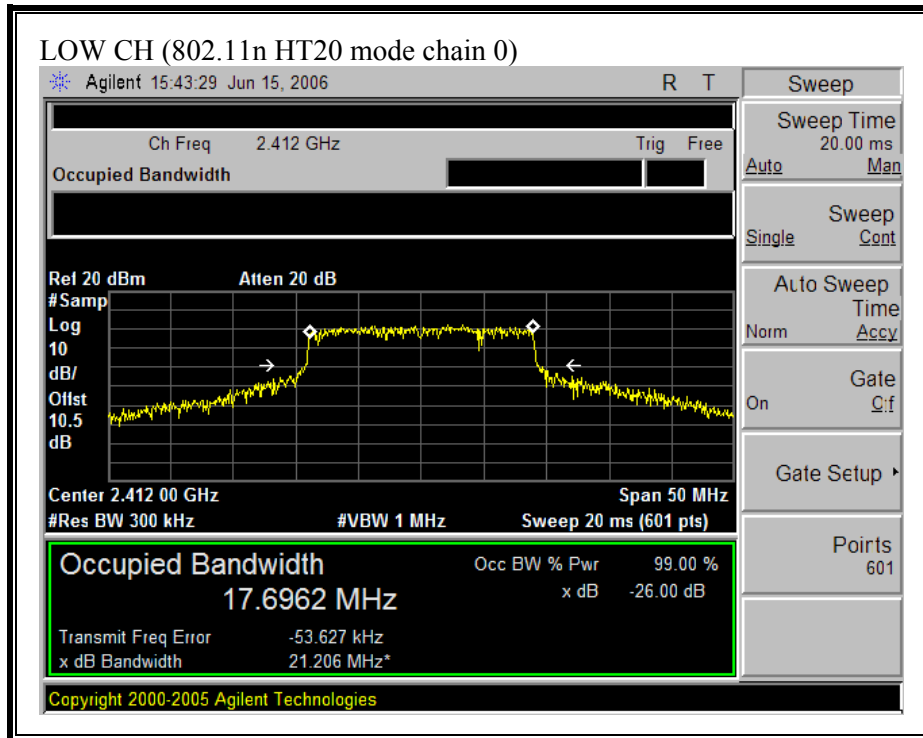 LOW CH (802.11n HT20 mode chain 0)
Agilent 15:43:29 Jun 15, 2006 R T
Ch Freq 2.412 GHz Trig Free
Occupied Bandwidth
Ref 20 dBm Atten 20 dB
#Samp
Log
10
dB/
Offst
10.5
dB
Center 2.412 00 GHz Span 50 MHz
#Res BW 300 kHz #VBW 1 MHz Sweep 20 ms (601 pts)
Occupied Bandwidth Occ BW % Pwr 99.00 %
17.6962 MHz x dB -26.00 dB
Transmit Freq Error -53.627 kHz
x dB Bandwidth 21.206 MHz*
Copyright 2000-2005 Agilent Technologies
Sweep
Sweep Time
20.00 ms
Auto Man
Sweep
Single Cont
Auto Sweep
Time
Norm Accy
Gate
On Off
Gate Setup
Points
601